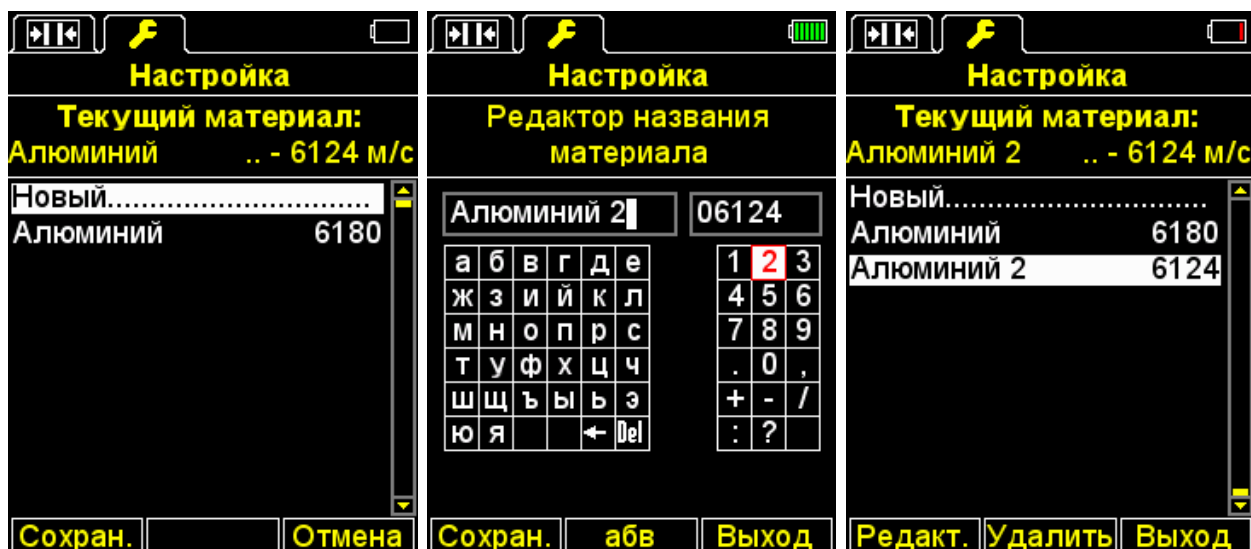 Настройка
Текущий материал:
Алюминий .. - 6124 м/с
Новый..............................
Алюминий 6180
Сохран. Отмена
Настройка
Редактор названия
материала
Алюминий 2 06124
а б в г д е 1 2 3
ж з и й к л 4 5 6
м н о п р с 7 8 9
т у ф х ц ч . 0 ,
ш щ ъ ы ь э + - /
ю я ← Del : ?
Сохран. абв Выход
Настройка
Текущий материал:
Алюминий 2 .. - 6124 м/с
Новый..............................
Алюминий 6180
Алюминий 2 6124
Редакт. Удалить Выход